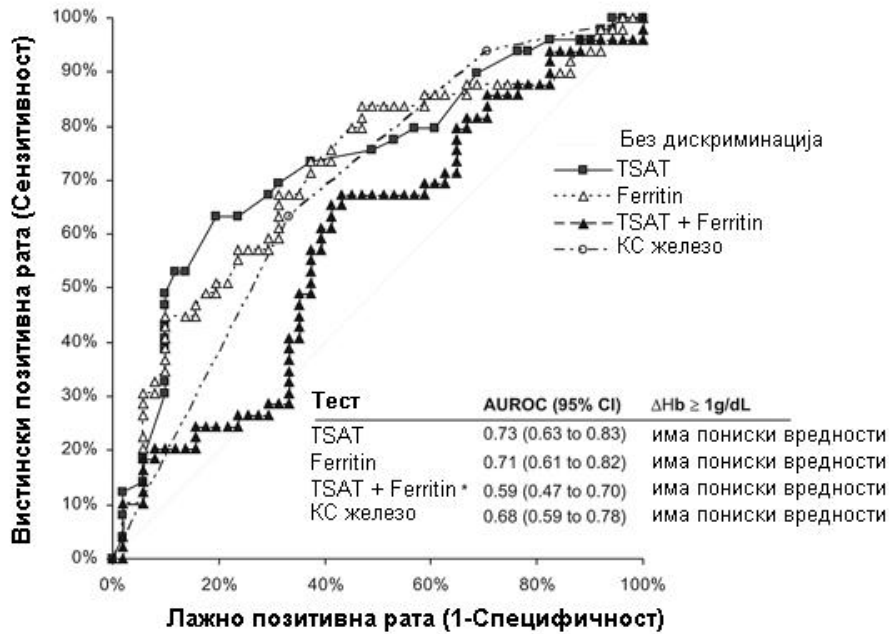 100%
90%
80%
70%
60%
50%
40%
30%
20%
10%
0%
0%
20%
40%
60%
80%
100%
Вистински позитивна рата (Сензитивност)
Лажно позитивна рата (1-Специфичност)
Без дискриминација
TSAT
Ferritin
TSAT + Ferritin
КС железо
Тест AUROC (95% CI) ΔHb ≥ 1g/dL
TSAT 0.73 (0.63 to 0.83) има пониски вредности
Ferritin 0.71 (0.61 to 0.82) има пониски вредности
TSAT + Ferritin * 0.59 (0.47 to 0.70) има пониски вредности
КС железо 0.68 (0.59 to 0.78) има пониски вредности